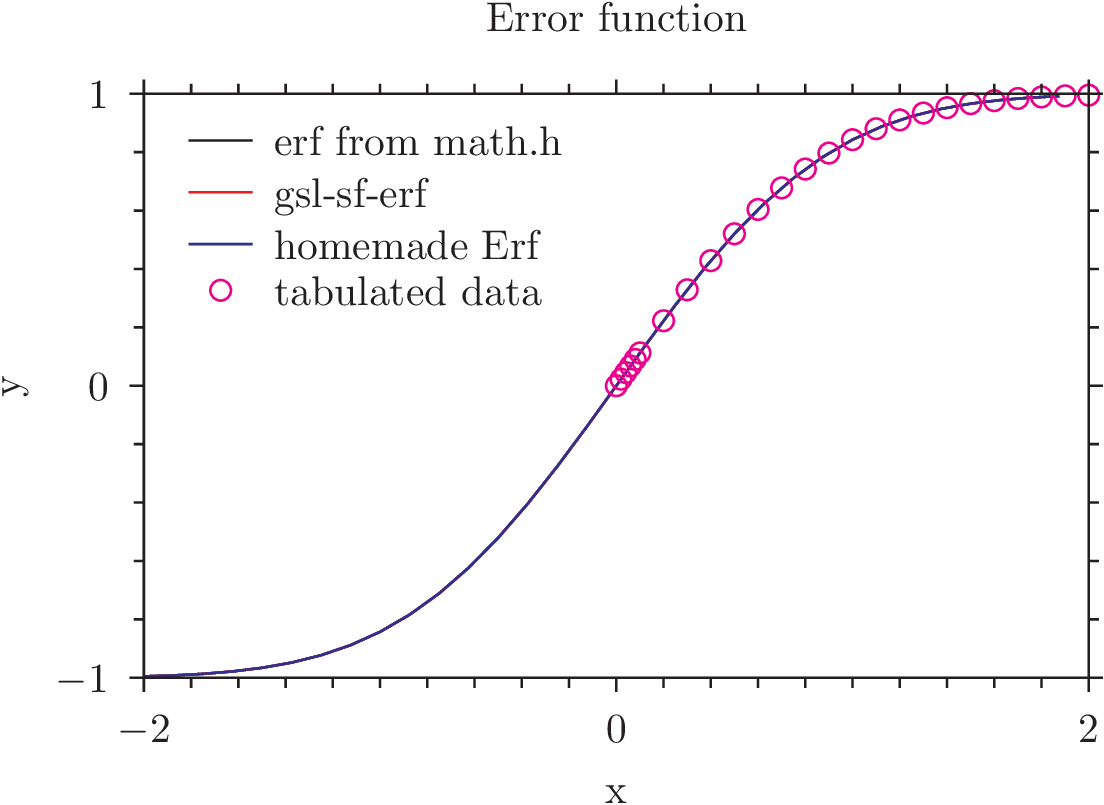 Error function
1
erf from math.h
gsl-sf-erf
homemade Erf
tabulated data
y
0
−1
−2
0
2
x